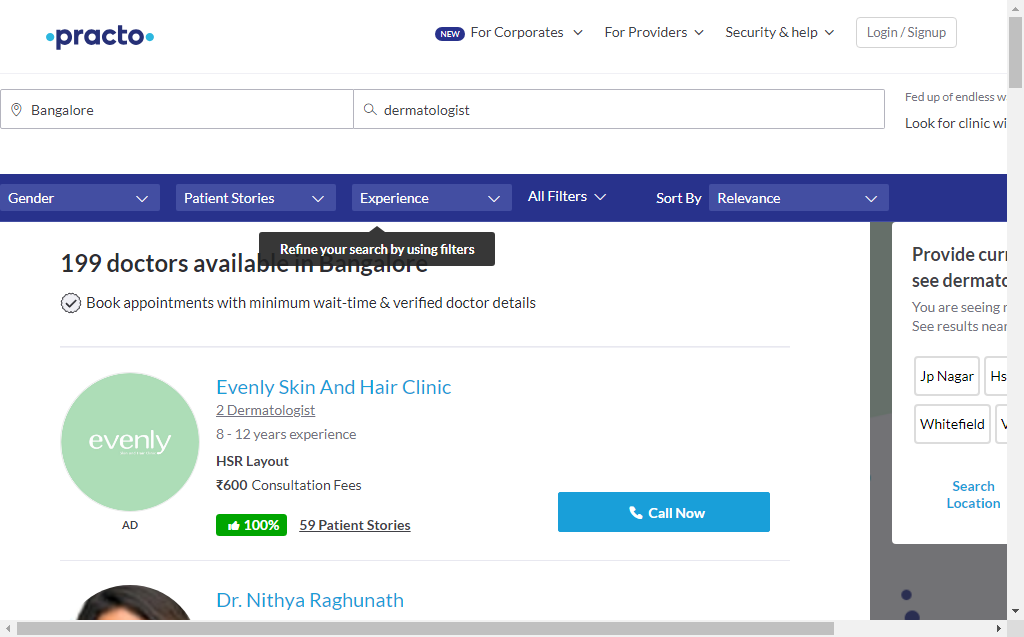 practo
NEW For Corporates
For Providers
Security & help
Login / Signup
Bangalore
dermatologist
Fed up of endless w
Look for clinic wi
Gender
Patient Stories
Experience
All Filters
Sort By
Relevance
Refine your search by using filters
199 doctors available in Bangalore
Book appointments with minimum wait-time & verified doctor details
Evenly Skin And Hair Clinic
2 Dermatologist
8 - 12 years experience
HSR Layout
₹600 Consultation Fees
evenly
AD
100%
59 Patient Stories
Call Now
Dr. Nithya Raghunath
Provide curr
see dermato
You are seeing r
See results near
Jp Nagar
Hs
Whitefield
V
Search
Location